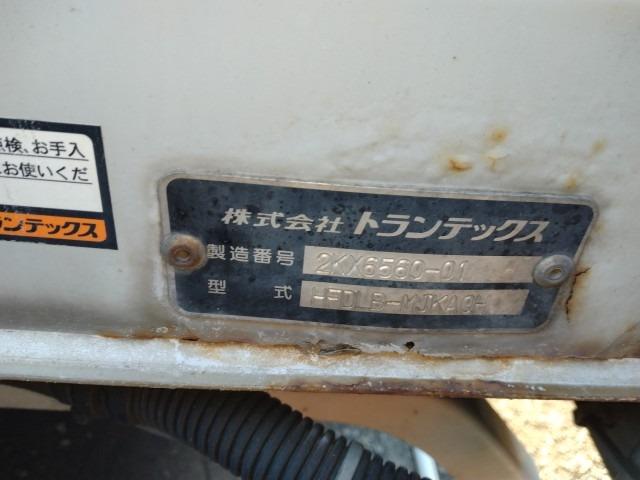 検、お手入
お使いくだ
ランテックス
株式会社 トランテックス
製造番号 2KX6560-01
型式